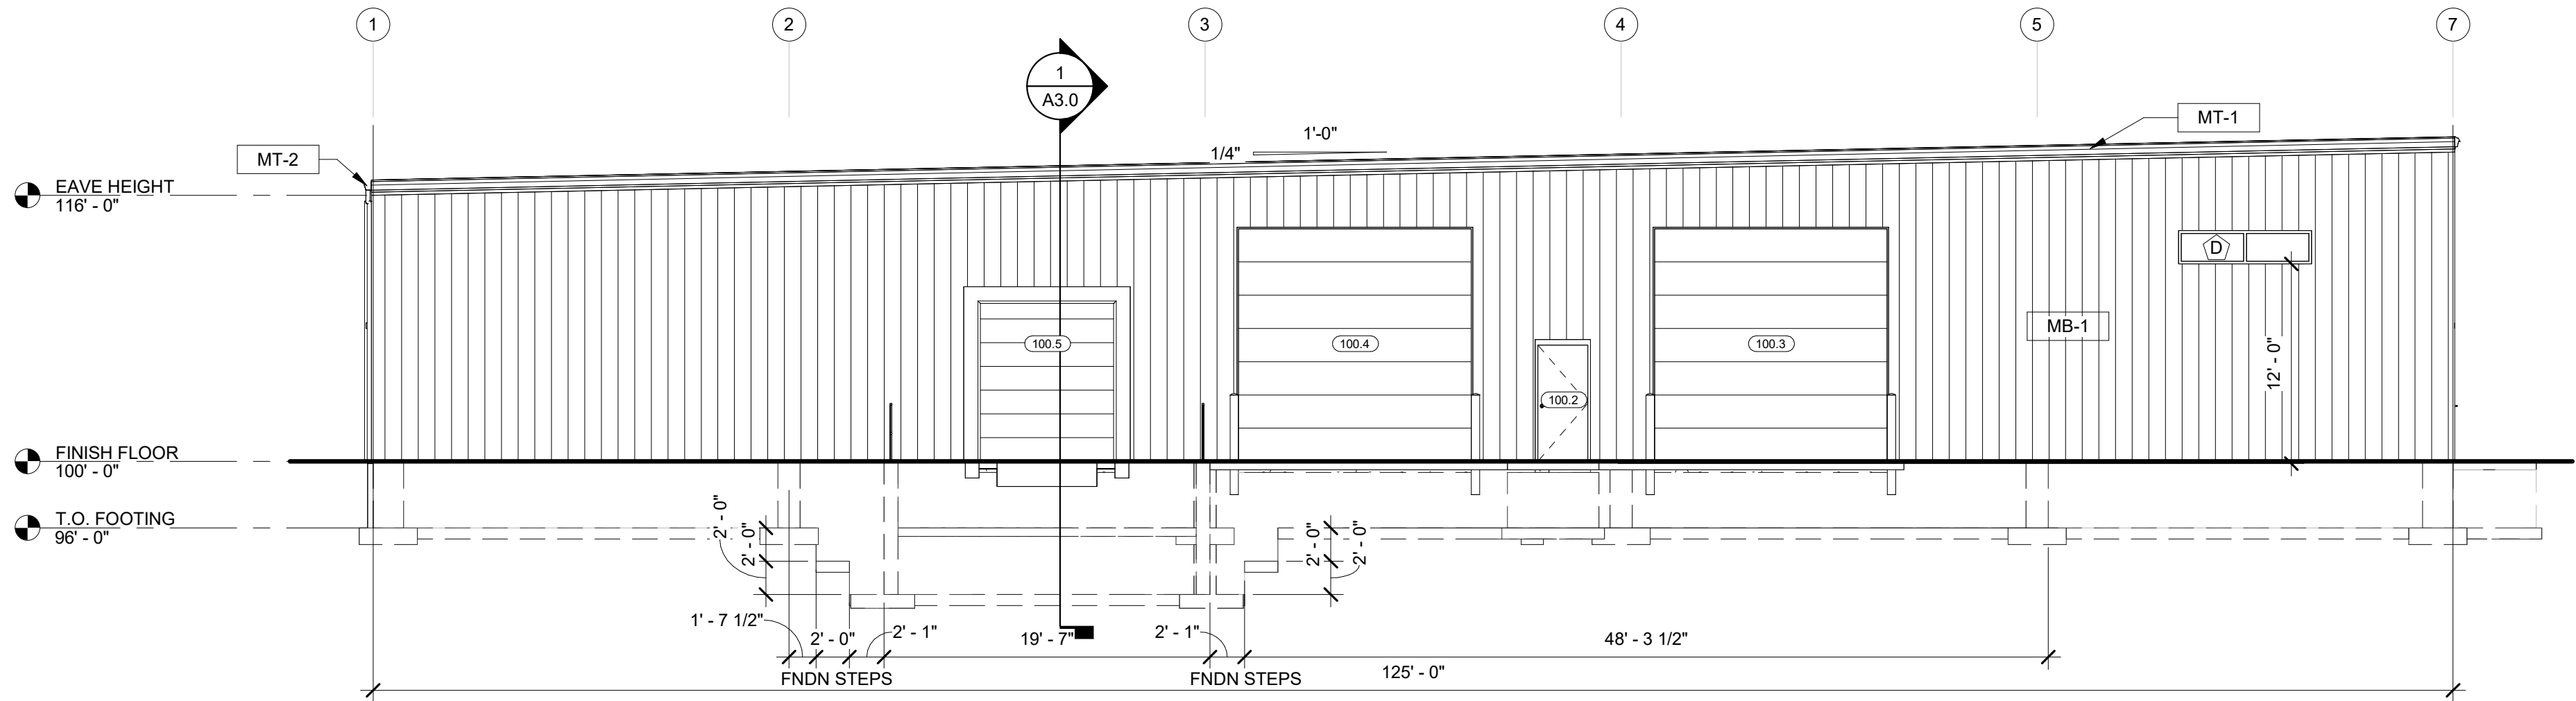 1
2
3
4
5
7
1
A3.0
1'-0"
1/4"
MT-1
MT-2
EAVE HEIGHT
116' - 0"
D
MB-1
100.5
100.4
100.3
100.2
12' - 0"
FINISH FLOOR
100' - 0"
T.O. FOOTING
96' - 0"
2' - 0"
2' - 0"
2' - 0"
2' - 0"
1' - 7 1/2"
2' - 0"
2' - 1"
19' - 7"
2' - 1"
48' - 3 1/2"
FNDN STEPS
FNDN STEPS
125' - 0"